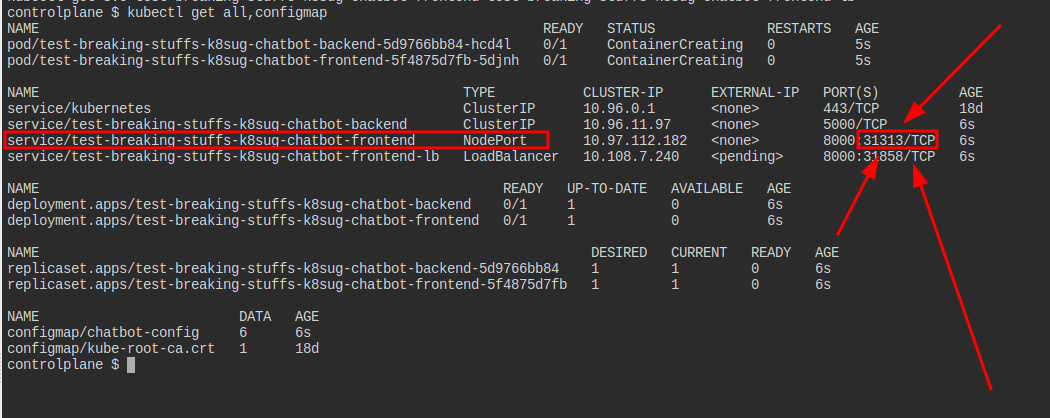 controlplane $ kubectl get all,configmap
NAME READY STATUS RESTARTS AGE
pod/test-breaking-stuffs-k8sug-chatbot-backend-5d9766bb84-hcd4l 0/1 ContainerCreating 0 5s
pod/test-breaking-stuffs-k8sug-chatbot-frontend-5f4875d7fb-5djnh 0/1 ContainerCreating 0 5s
NAME TYPE CLUSTER-IP EXTERNAL-IP PORT(S) AGE
service/kubernetes ClusterIP 10.96.0.1 <none> 443/TCP 18d
service/test-breaking-stuffs-k8sug-chatbot-backend ClusterIP 10.96.11.97 <none> 5000/TCP 6s
service/test-breaking-stuffs-k8sug-chatbot-frontend NodePort 10.97.112.182 <none> 8000:31313/TCP 6s
service/test-breaking-stuffs-k8sug-chatbot-frontend-lb LoadBalancer 10.108.7.240 <pending> 8000:31858/TCP 6s
NAME READY UP-TO-DATE AVAILABLE AGE
deployment.apps/test-breaking-stuffs-k8sug-chatbot-backend 0/1 1 0 6s
deployment.apps/test-breaking-stuffs-k8sug-chatbot-frontend 0/1 1 0 6s
NAME DESIRED CURRENT READY AGE
replicaset.apps/test-breaking-stuffs-k8sug-chatbot-backend-5d9766bb84 1 1 0 6s
replicaset.apps/test-breaking-stuffs-k8sug-chatbot-frontend-5f4875d7fb 1 1 0 6s
NAME DATA AGE
configmap/chatbot-config 6 6s
configmap/kube-root-ca.crt 1 18d
controlplane $